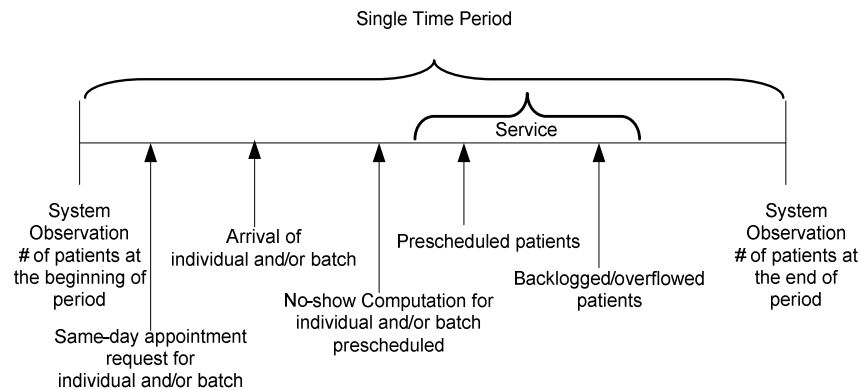 Single Time Period
Service
System
Observation
# of patients at
the beginning of
period
Same-day appointment
request for
individual and/or batch
Arrival of
individual and/or batch
No-show Computation for
individual and/or batch
prescheduled
Prescheduled patients
Backlogged/overflowed
patients
System
Observation
# of patients at
the end of
period